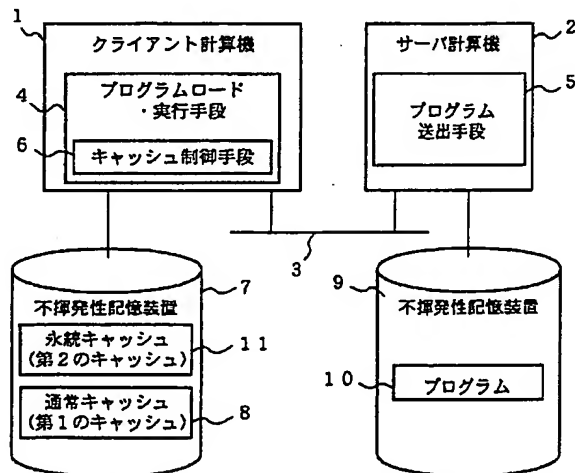 1
クライアント計算機
4
プログラムロード
・実行手段
6
キャッシュ制御手段
サーバ計算機
2
プログラム
送出手段
5
3
不揮発性記憶装置
7
永続キャッシュ
(第2のキャッシュ)
11
通常キャッシュ
(第1のキャッシュ)
8
9
不揮発性記憶装置
10
プログラム